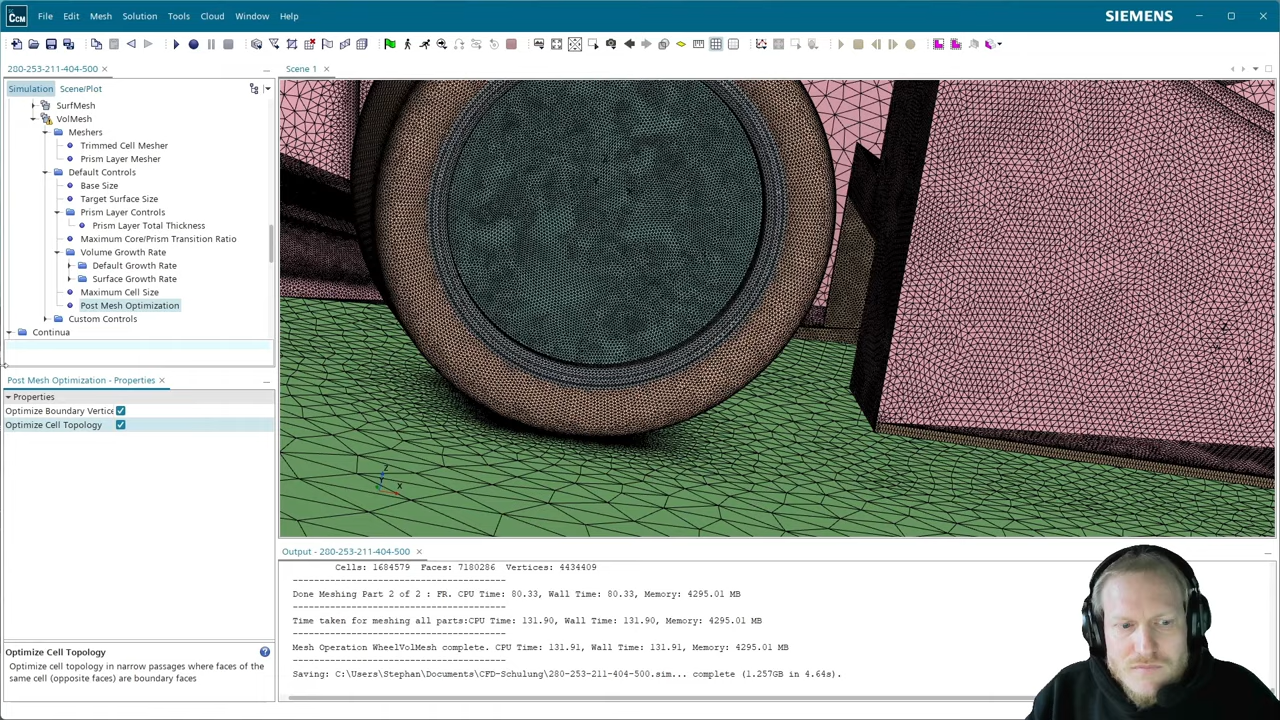 CCM File Edit Mesh Solution Tools Cloud Window Help SIEMENS
280-253-211-404-500
Scene 1
Simulation Scene/Plot
SurfMesh
VolMesh
Meshers
Trimmed Cell Mesher
Prism Layer Mesher
Default Controls
Base Size
Target Surface Size
Prism Layer Controls
Prism Layer Total Thickness
Maximum Core/Prism Transition Ratio
Volume Growth Rate
Default Growth Rate
Surface Growth Rate
Maximum Cell Size
Post Mesh Optimization
Custom Controls
Continua
Post Mesh Optimization - Properties
Properties
Optimize Boundary Vertice
Optimize Cell Topology
Optimize Cell Topology
Optimize cell topology in narrow passages where faces of the
same cell (opposite faces) are boundary faces
Z
X
Z
X
Output - 280-253-211-404-500
Cells: 1684579 Faces: 7180286 Vertices: 4434409
----------------------------------------
Done Meshing Part 2 of 2 : FR. CPU Time: 80.33, Wall Time: 80.33, Memory: 4295.01 MB
----------------------------------------
Time taken for meshing all parts:CPU Time: 131.90, Wall Time: 131.90, Memory: 4295.01 MB
----------------------------------------
Mesh Operation WheelVolMesh complete. CPU Time: 131.91, Wall Time: 131.91, Memory: 4295.01 MB
----------------------------------------
Saving: C:\Users\Stephan\Documents\CFD-Schulung\280-253-211-404-500.sim... complete (1.257GB in 4.64s).